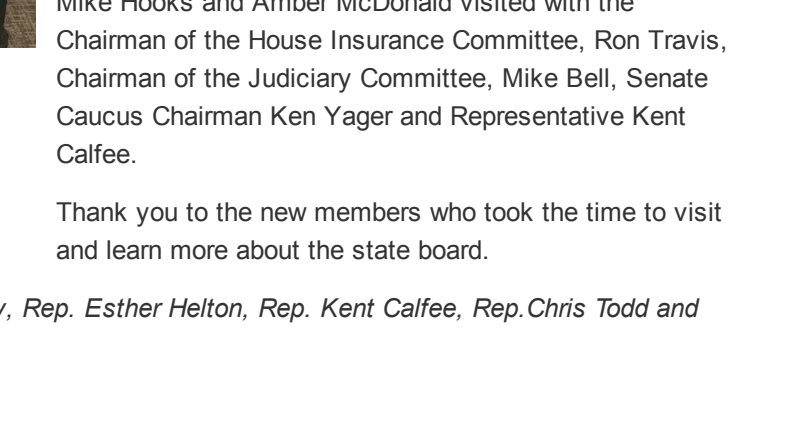 Mike Hooks and Amber McDonald visited with the
Chairman of the House Insurance Committee, Ron Travis,
Chairman of the Judiciary Committee, Mike Bell, Senate
Caucus Chairman Ken Yager and Representative Kent
Calfee.
Thank you to the new members who took the time to visit
and learn more about the state board.
, Rep. Esther Helton, Rep. Kent Calfee, Rep.Chris Todd and